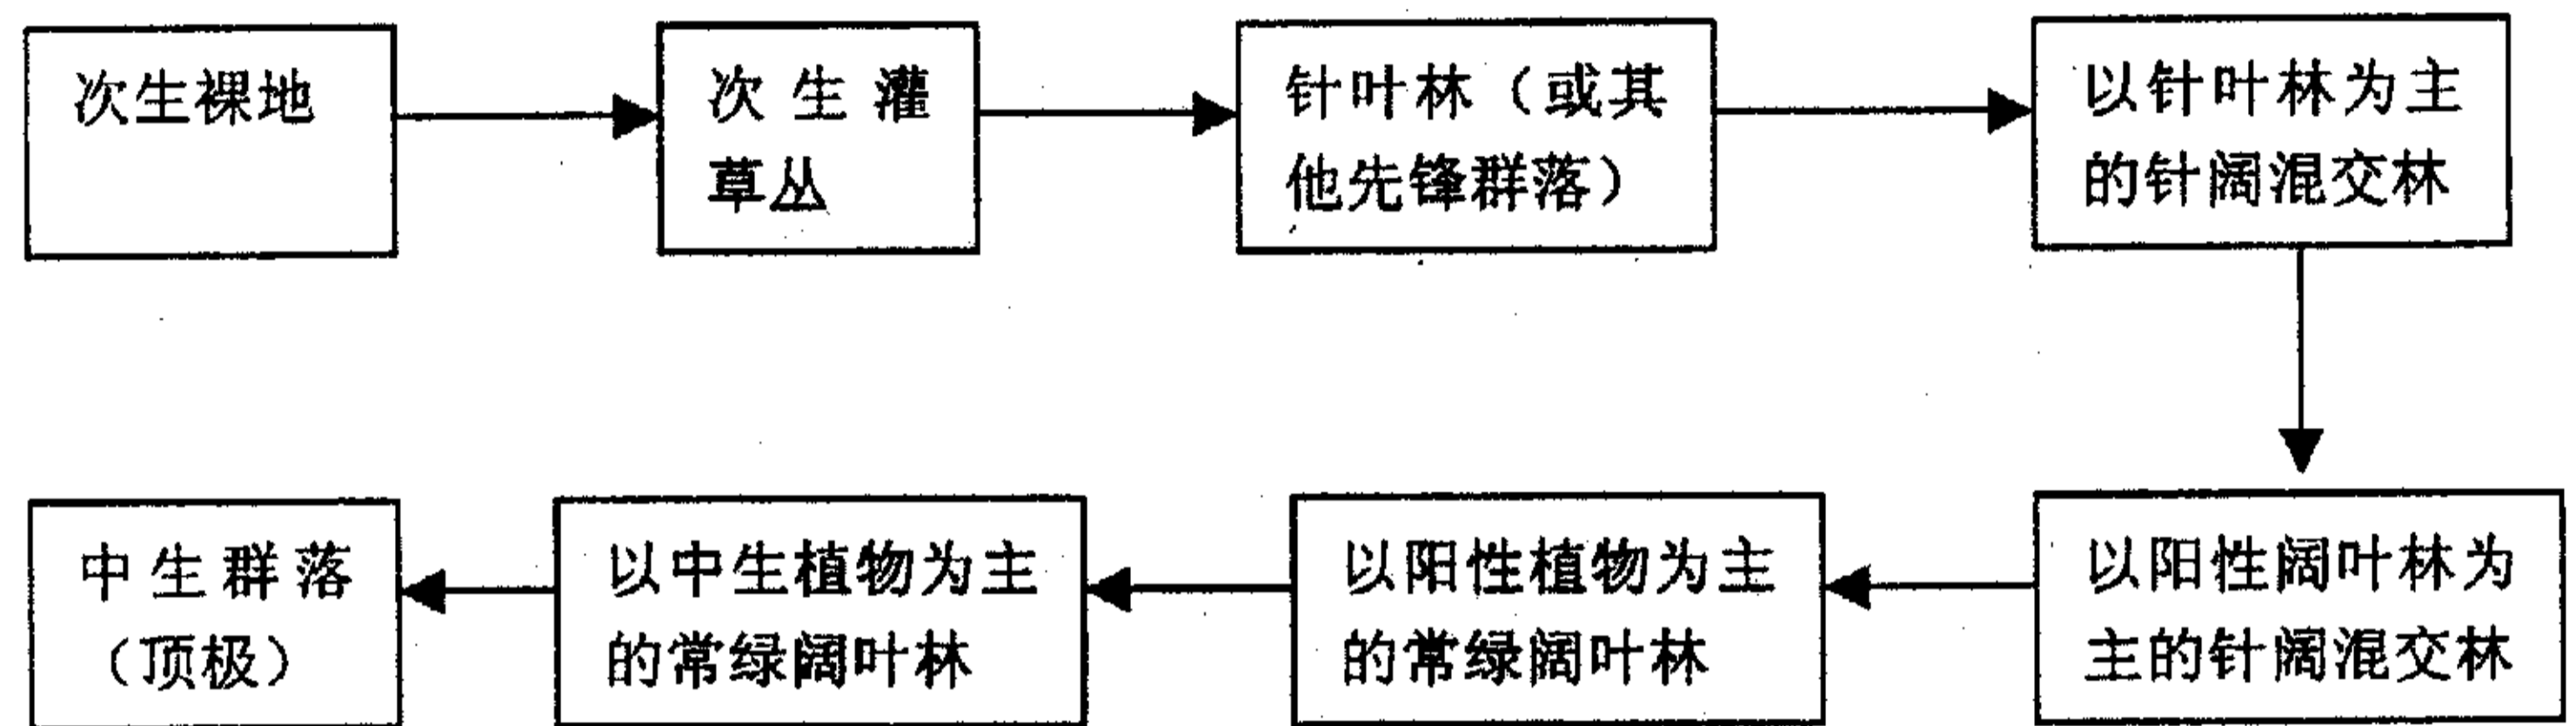 次生裸地
次生灌
草丛
针叶林（或其
他先锋群落）
以针叶林为主
的针阔混交林
以阳性阔叶林为
主的针阔混交林
以阳性植物为主
的常绿阔叶林
以中生植物为主
的常绿阔叶林
中生群落
（顶极）